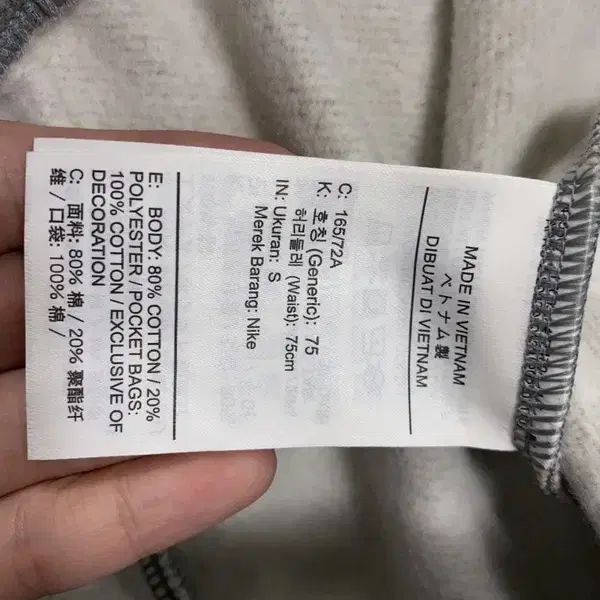 MADE IN VIETNAM
ベトナム製
DIBUAT DI VIETNAM
C: 165/72A
K: 호칭 (Generic): 75
허리둘레 (Waist): 75cm
IN: Ukuran: S
Merek Barang: Nike
E: BODY: 80% COTTON / 20%
POLYESTER / POCKET BAGS:
100% COTTON / EXCLUSIVE OF
DECORATION
C: 面料: 80% 棉 / 20% 聚酯纤
维 / 口袋: 100% 棉 /